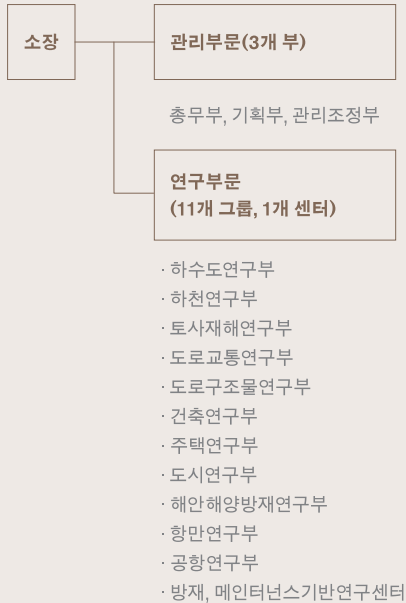 소장
관리부문(3개 부)
총무부, 기획부, 관리조정부
연구부문
(11개 그룹, 1개 센터)
· 하수도연구부
· 하천연구부
· 토사재해연구부
· 도로교통연구부
· 도로구조물연구부
· 건축연구부
· 주택연구부
· 도시연구부
· 해안해양방재연구부
· 항만연구부
· 공항연구부
· 방재, 메인터넌스기반연구센터